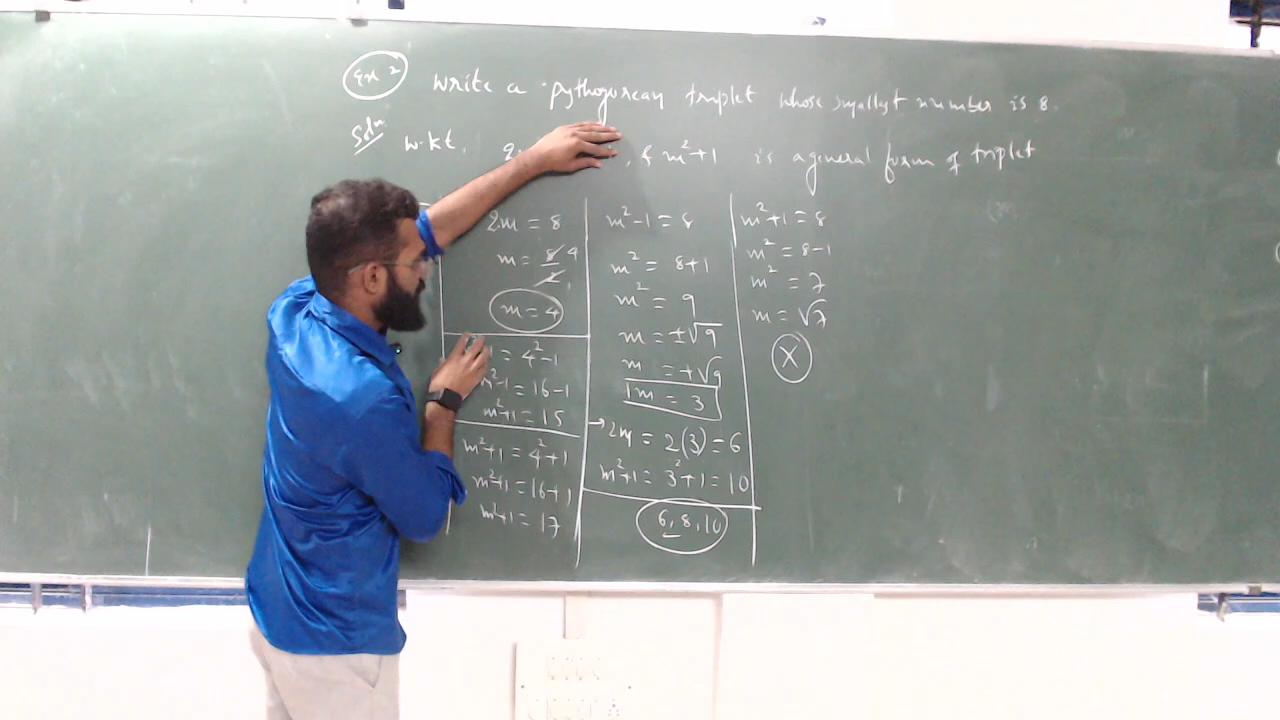 Ex 2 Write a pythagorean triplet whose smallest number is 8.
Soln w.k.t, 2 , & m²+1 is a general form of triplet
2m = 8
m = 8/2 4 1
m = 4
1 = 4²-1
m²-1 = 16-1
m²+1 = 15
m²+1 = 4²+1
m²+1 = 16+1
m²+1 = 17
m²-1 = 8
m² = 8+1
m² = 9
m = ±√9
m = +√9
m = 3
→2m = 2(3) = 6
m²+1 = 3²+1 = 10
6, 8, 10
m²+1 = 8
m² = 8-1
m² = 7
m = √7
X